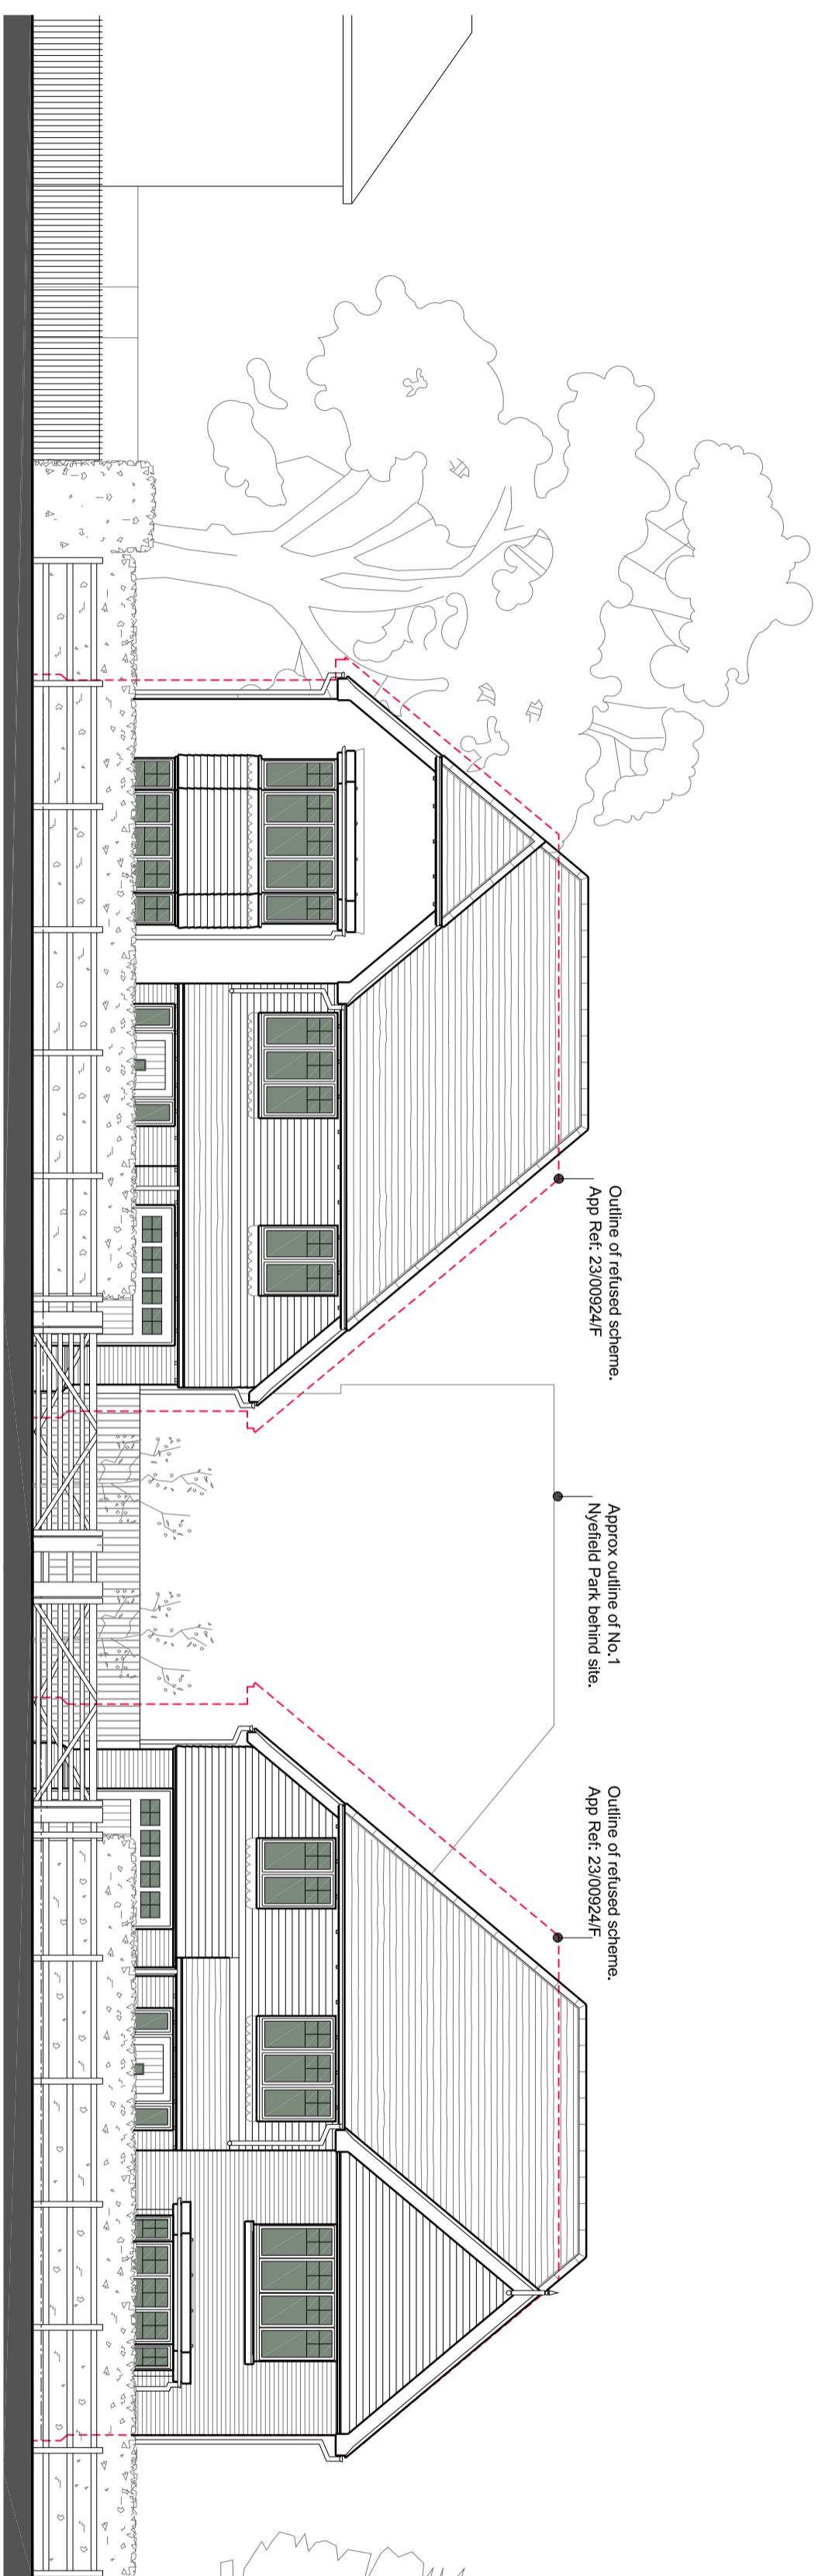 Outline of refused scheme.
App Ref: 23/00924/F
Approx outline of No.1
Nyefield Park behind site.
Outline of refused scheme.
App Ref: 23/00924/F